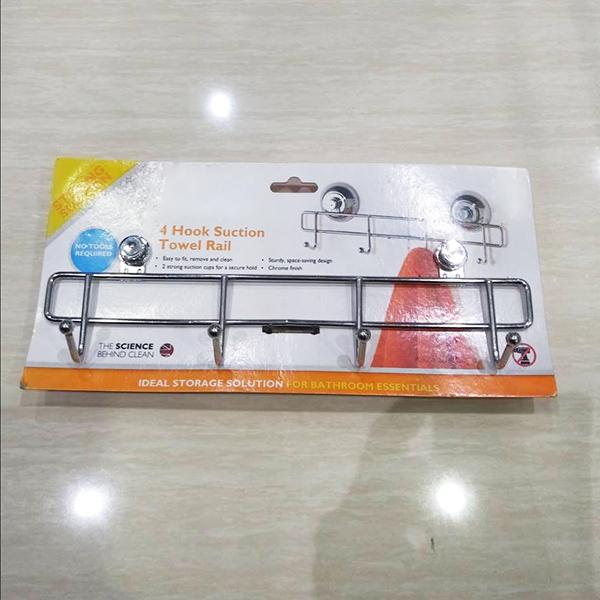 4 Hook Suction
Towel Rail
NO TOOLS
REQUIRED
• Easy to fit, remove and clean
• 2 strong suction cups for a secure hold
• Sturdy, space-saving design
• Chrome finish
THE SCIENCE
BEHIND CLEAN
IDEAL STORAGE SOLUTION FOR BATHROOM ESSENTIALS